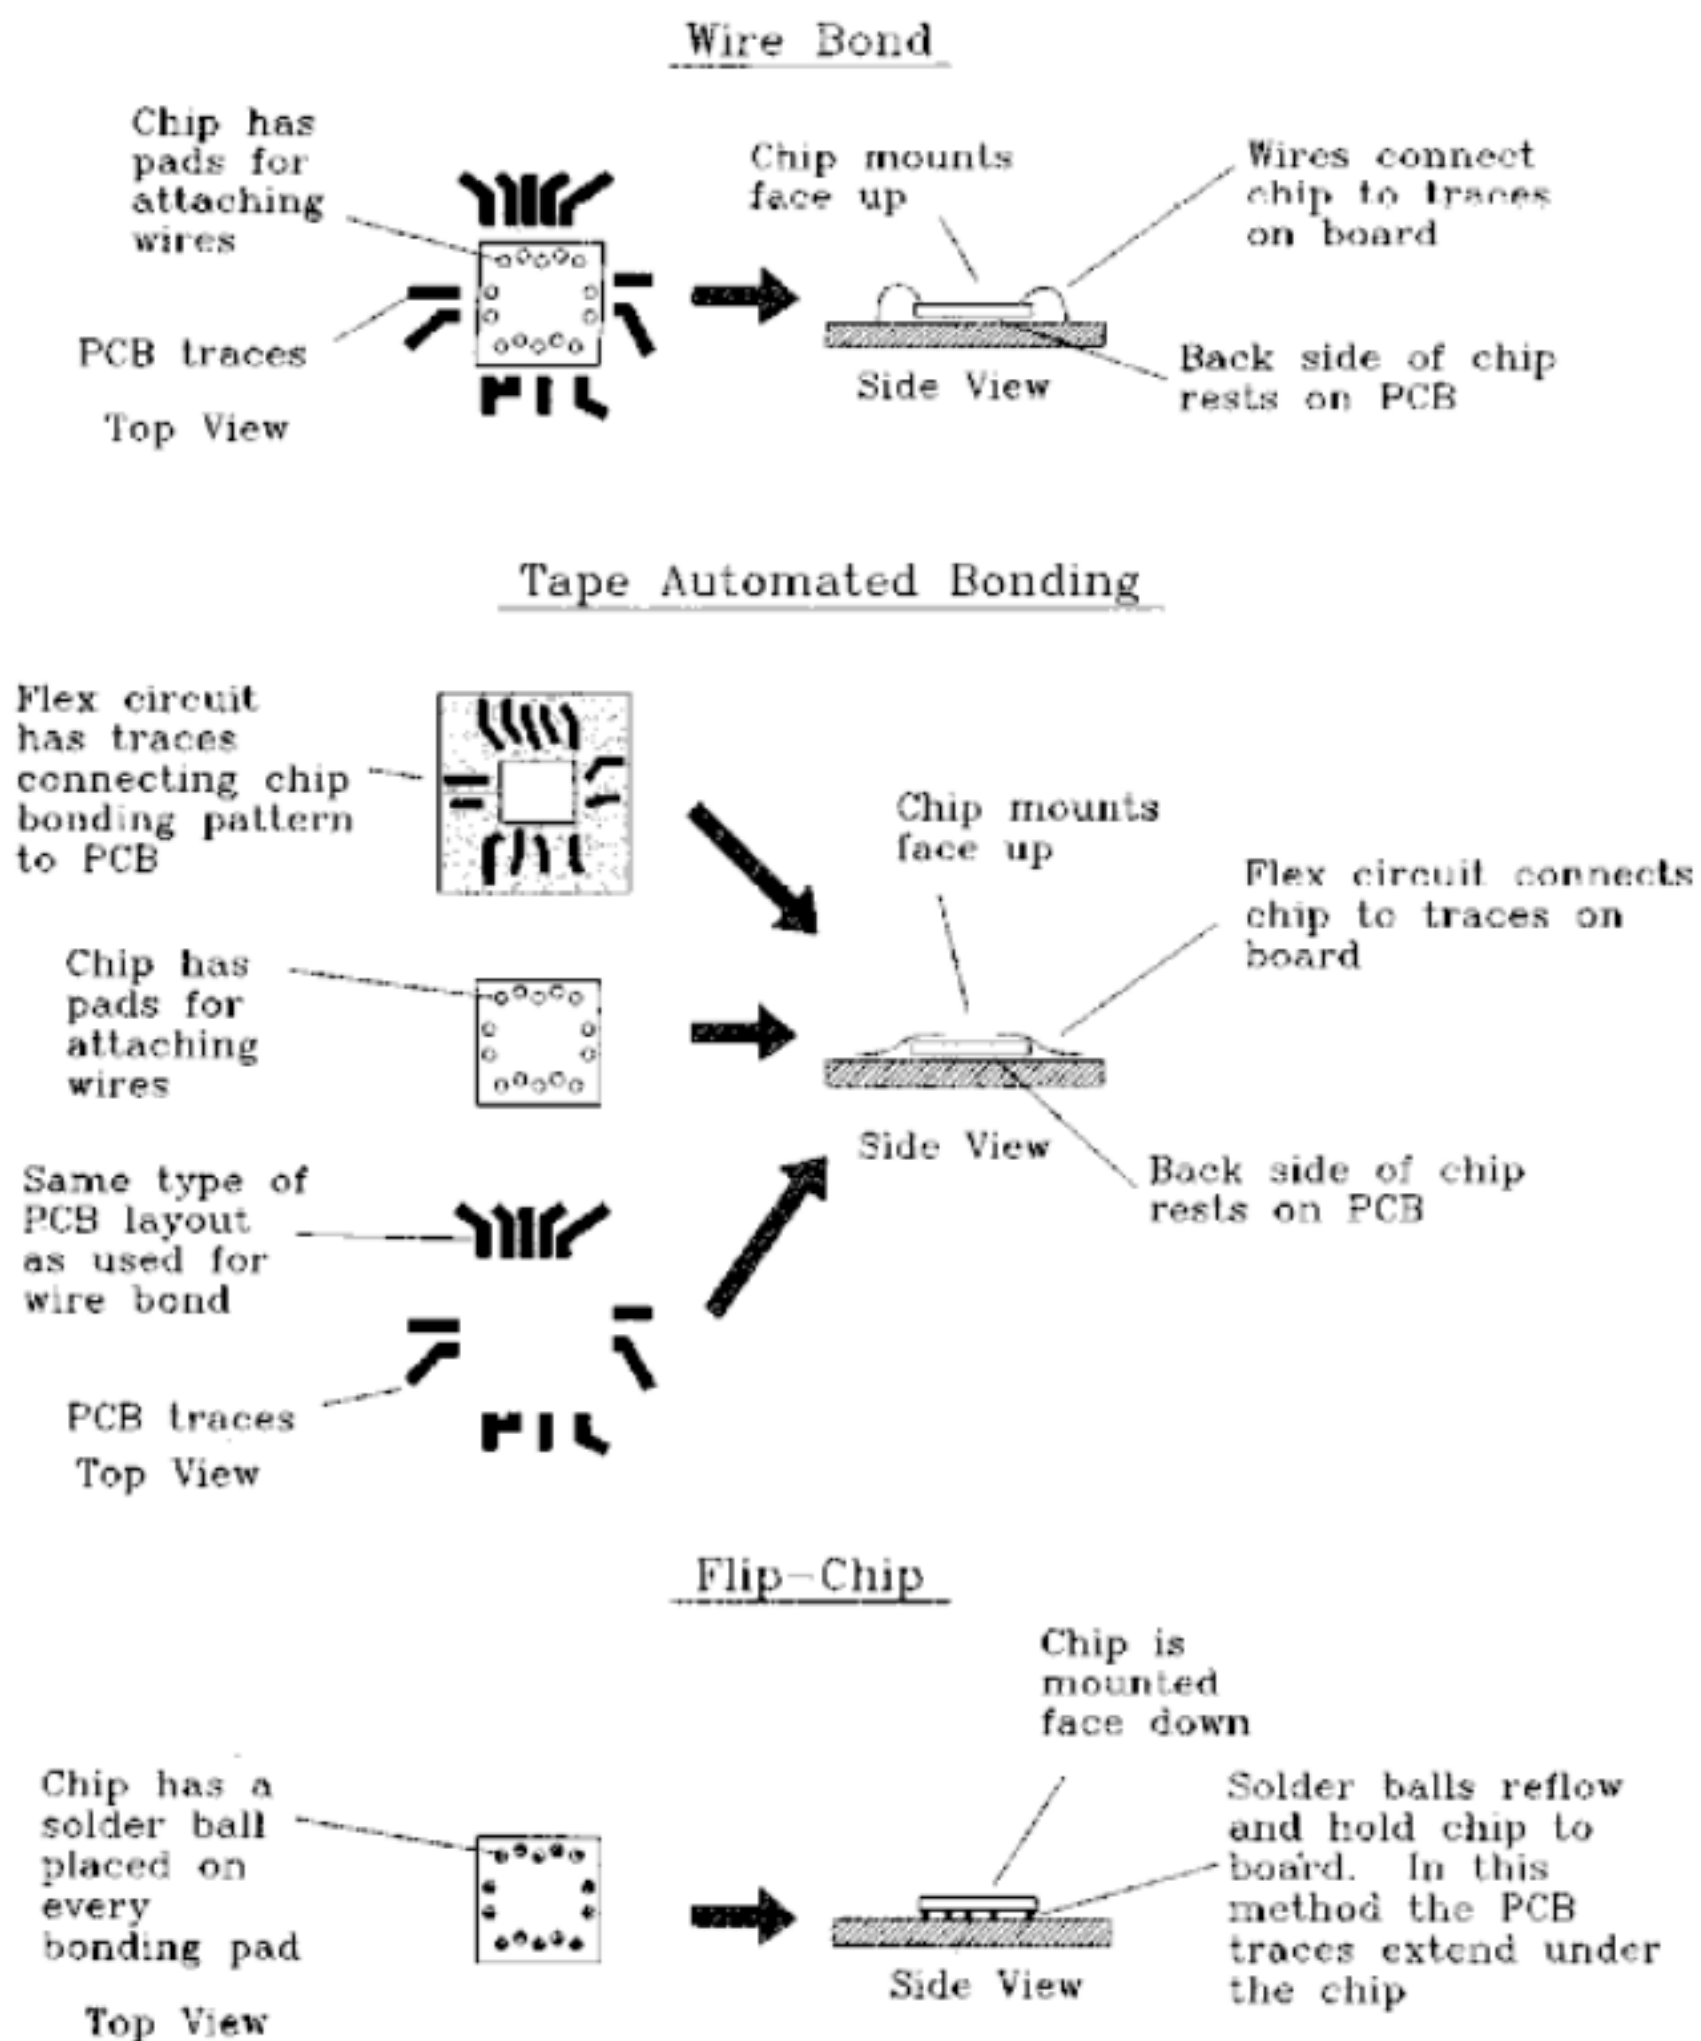 Wire Bond
Chip has
pads for
attaching
wires
PCB traces
Top View
Chip mounts
face up
Side View
Wires connect
chip to traces
on board
Back side of chip
rests on PCB
Tape Automated Bonding
Flex circuit
has traces
connecting chip
bonding pattern
to PCB
Chip has
pads for
attaching
wires
Same type of
PCB layout
as used for
wire bond
PCB traces
Top View
Chip mounts
face up
Flex circuit connects
chip to traces on
board
Side View
Back side of chip
rests on PCB
Flip-Chip
Chip has a
solder ball
placed on
every
bonding pad
Top View
Chip is
mounted
face down
Solder balls reflow
and hold chip to
board. In this
method the PCB
traces extend under
the chip
Side View